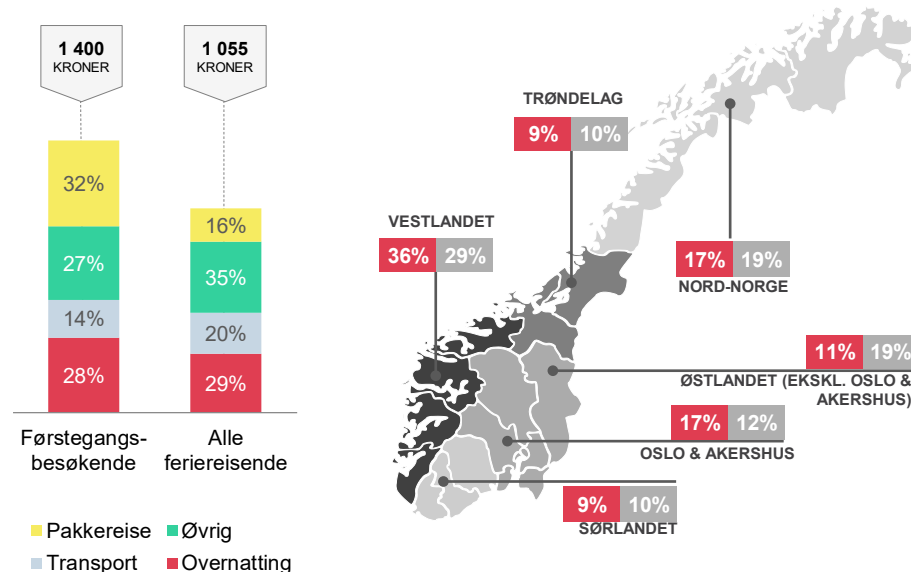 1 400
KRONER
1 055
KRONER
32%
27%
14%
28%
16%
35%
20%
29%
Førstegangs-
besøkende
Alle
feriereisende
Pakkereise
Øvrig
Transport
Overnatting
TRØNDELAG
9% 10%
VESTLANDET
36% 29%
17% 19%
NORD-NORGE
11% 19%
ØSTLANDET (EKSKL. OSLO &
AKERSHUS)
17% 12%
OSLO & AKERSHUS
9% 10%
SØRLANDET